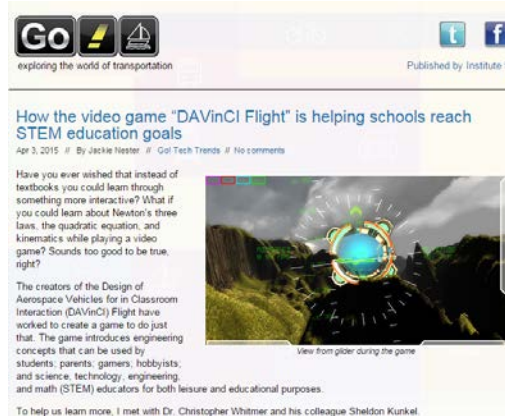 Go!
exploring the world of transportation
Published by Institute
How the video game “DAVinCI Flight” is helping schools reach
STEM education goals
Apr 3, 2015 // By Jackie Nester // Go! Tech Trends // No comments
Have you ever wished that instead of
textbooks you could learn through
something more interactive? What if
you could learn about Newton's three
laws, the quadratic equation, and
kinematics while playing a video
game? Sounds too good to be true,
right?
The creators of the Design of
Aerospace Vehicles for in Classroom
Interaction (DAVinCI) Flight have
worked to create a game to do just
that. The game introduces engineering
concepts that can be used by
students; parents; gamers; hobbyists;
and science, technology, engineering,
and math (STEM) educators for both leisure and educational purposes.
View from glider during the game
To help us learn more, I met with Dr. Christopher Whitmer and his colleague Sheldon Kunkel.